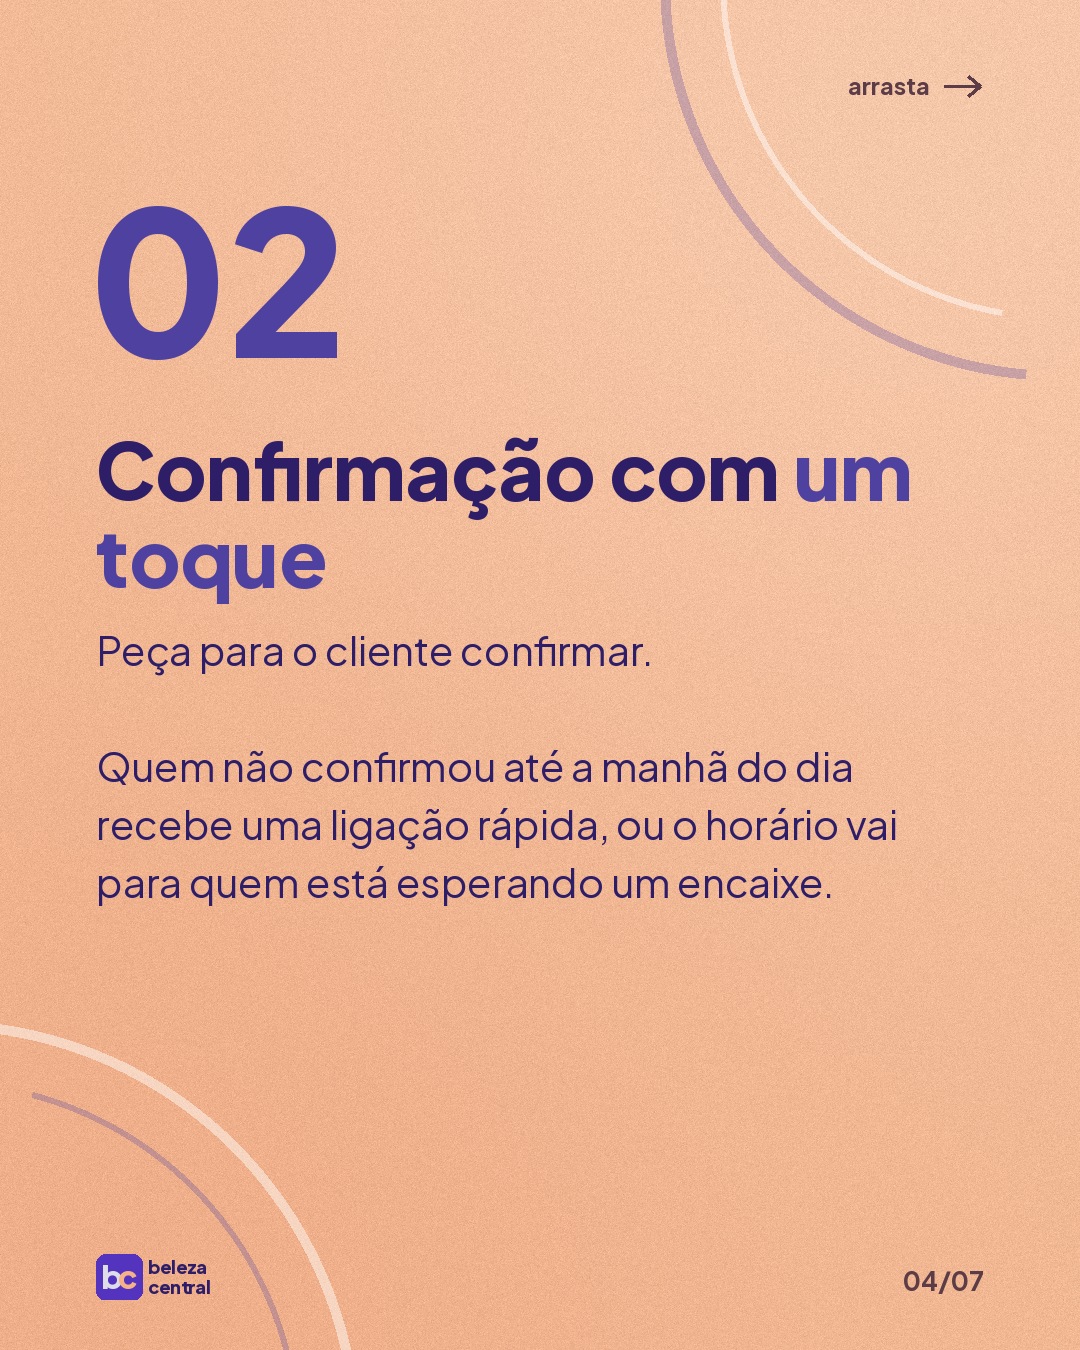 arrasta →
02
Confirmação com um
toque
Peça para o cliente confirmar.
Quem não confirmou até a manhã do dia
recebe uma ligação rápida, ou o horário vai
para quem está esperando um encaixe.
bc beleza
central
04/07